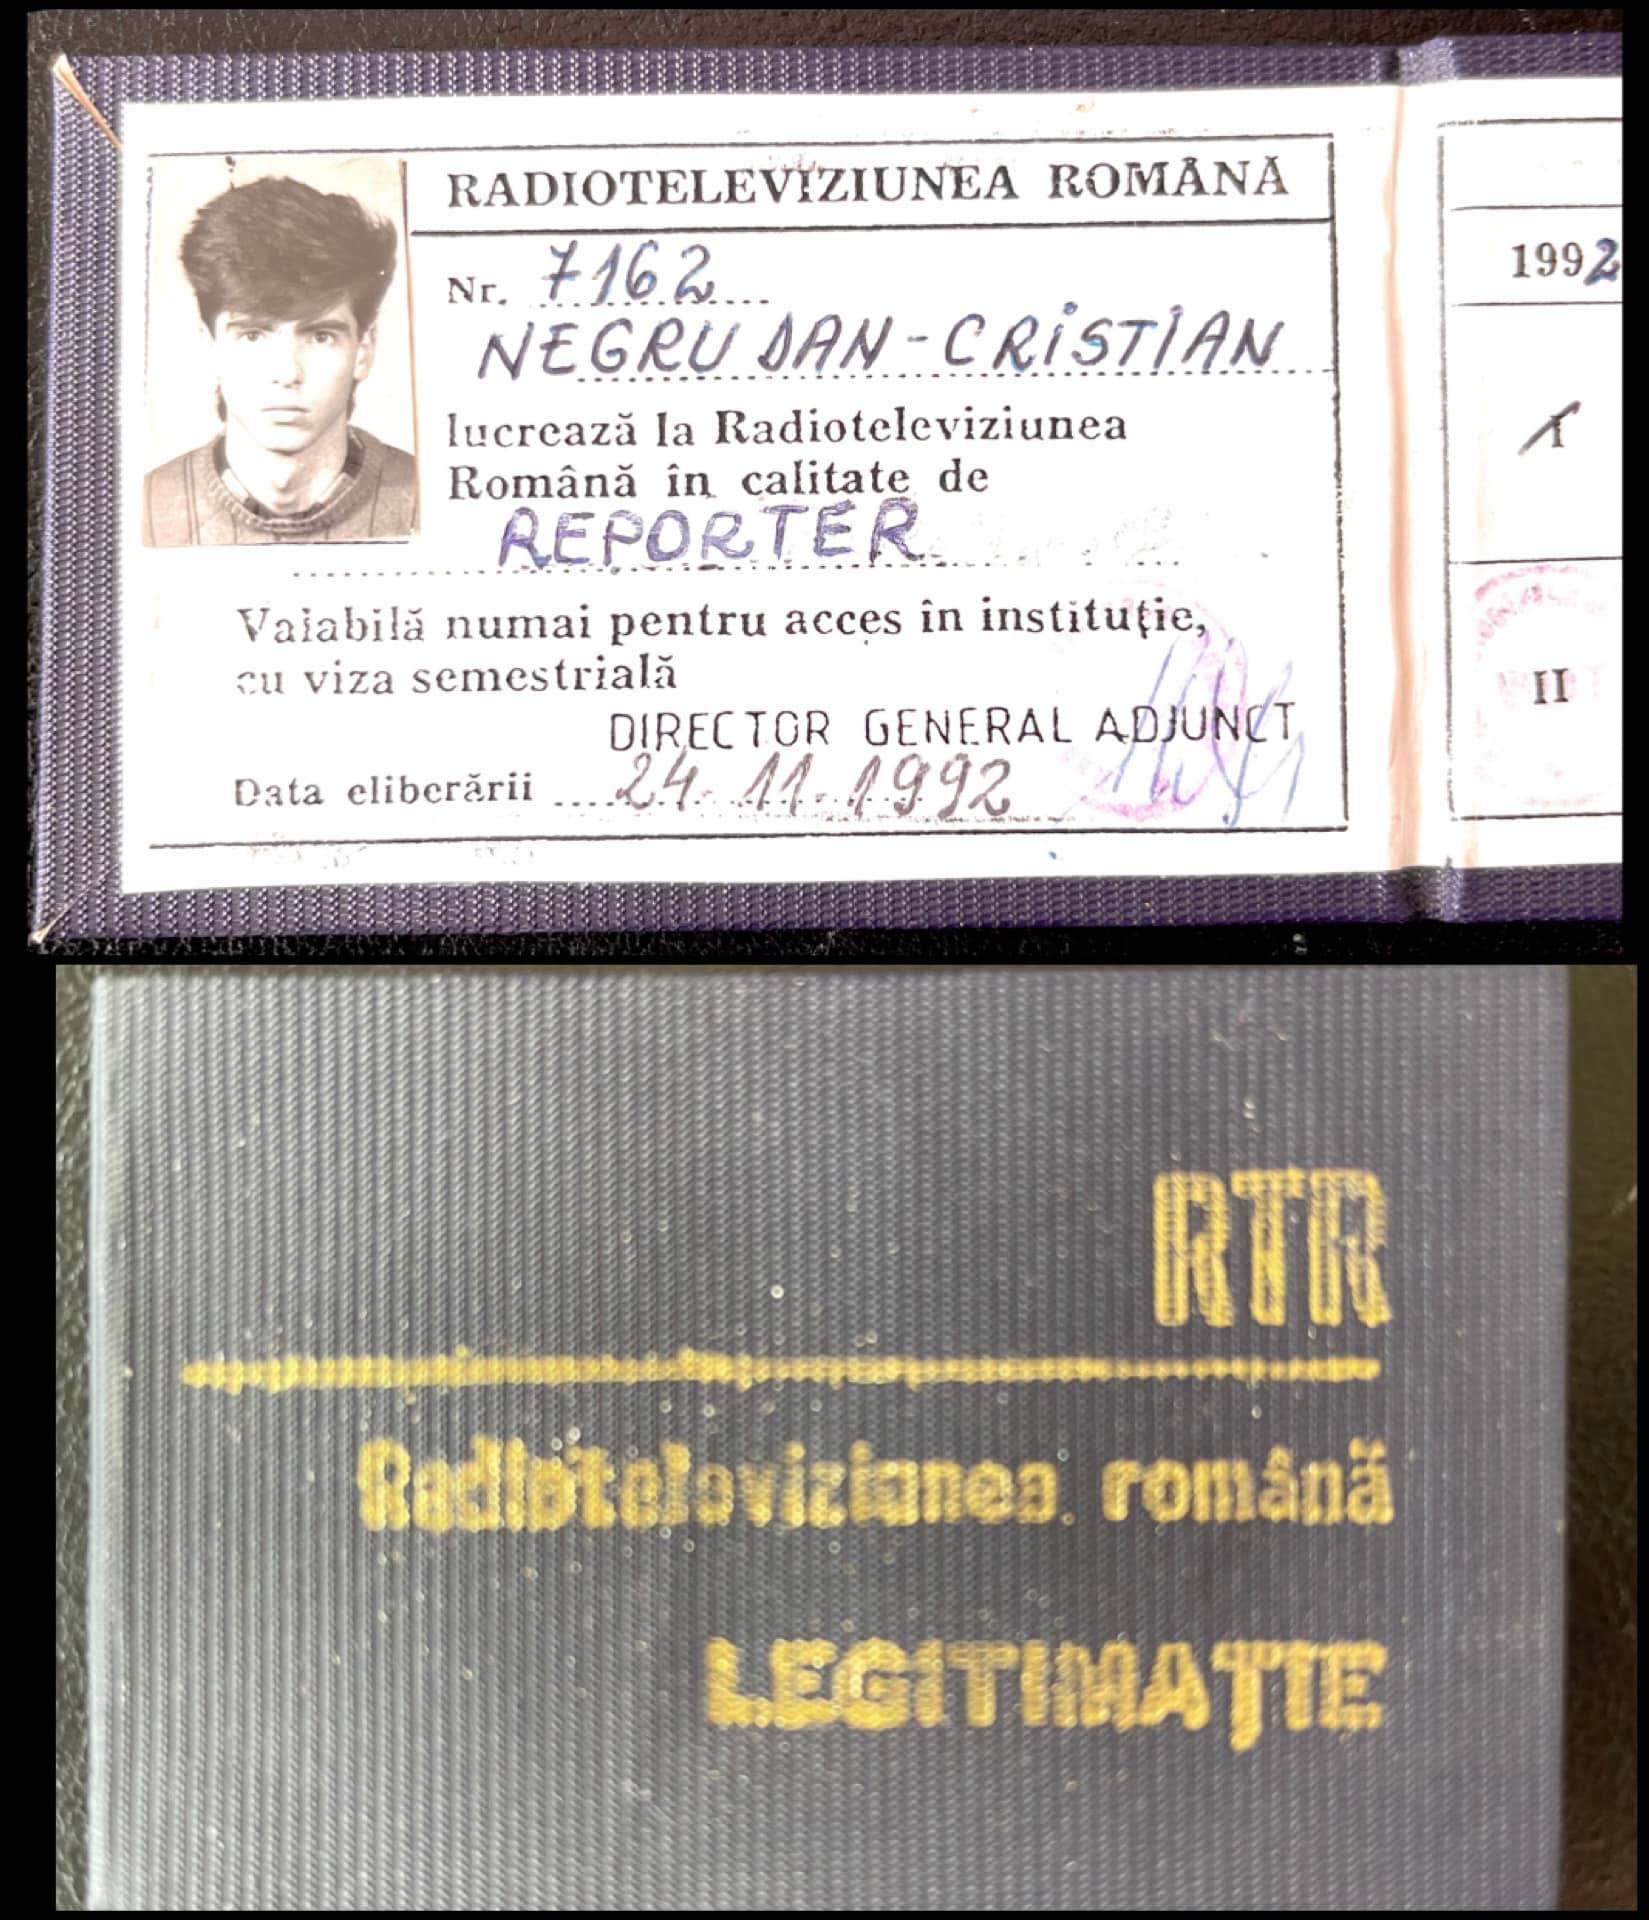 RADIOTELEVIZIUNEA ROMÂNĂ
Nr. 7162
NEGRU DAN-CRISTIAN
lucrează la Radioteleviziunea
Română în calitate de
REPORTER
Vaiabilă numai pentru acces în instituție,
cu viza semestrială
DIRECTOR GENERAL ADJUNCT
Data eliberării 24.11.1992
1992
I
II
RTR
Radioteleviziunea română
LEGITIMAȚIE